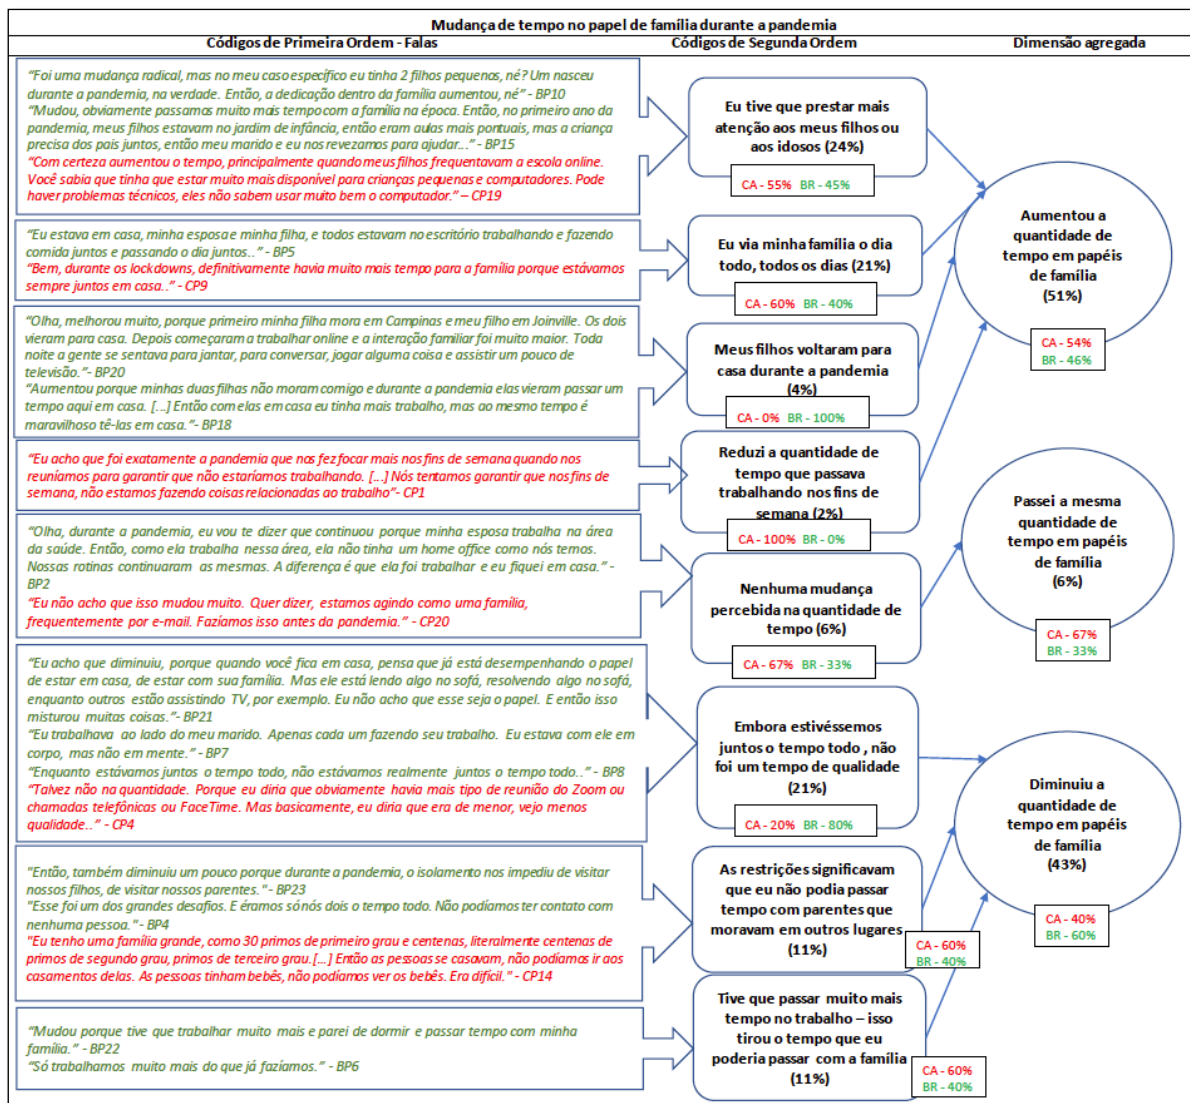 Mudança de tempo no papel de família durante a pandemia
Códigos de Primeira Ordem - Falas
Códigos de Segunda Ordem
Dimensão agregada
"Foi uma mudança radical, mas no meu caso específico eu tinha 2 filhos pequenos, né? Um nasceu
durante a pandemia, na verdade. Então, a dedicação dentro da família aumentou, né" - BP10
"Mudou, obviamente passamos muito mais tempo com a família na época. Então, no primeiro ano da
pandemia, meus filhos estavam no jardim de infância, então eram aulas mais pontuais, mas a criança
precisa dos pais juntos, então meu marido e eu nos revezamos para ajudar..." - BP15
"Com certeza aumentou o tempo, principalmente quando meus filhos frequentavam a escola online.
Você sabia que tinha que estar muito mais disponível para crianças pequenas e computadores. Pode
haver problemas técnicos, eles não sabem usar muito bem o computador." – CP19
Eu tive que prestar mais
atenção aos meus filhos ou
aos idosos (24%)
CA - 55% BR - 45%
"Eu estava em casa, minha esposa e minha filha, e todos estavam no escritório trabalhando e fazendo
comida juntos e passando o dia juntos.." - BP5
"Bem, durante os lockdowns, definitivamente havia muito mais tempo para a família porque estávamos
sempre juntos em casa.." - CP9
Eu via minha família o dia
todo, todos os dias (21%)
CA - 60% BR - 40%
"Olha, melhorou muito, porque primeiro minha filha mora em Campinas e meu filho em Joinville. Os dois
vieram para casa. Depois começaram a trabalhar online e a interação familiar foi muito maior. Toda
noite a gente se sentava para jantar, para conversar, jogar alguma coisa e assistir um pouco de
televisão."- BP20
"Aumentou porque minhas duas filhas não moram comigo e durante a pandemia elas vieram passar um
tempo aqui em casa. [...] Então com elas em casa eu tinha mais trabalho, mas ao mesmo tempo é
maravilhoso tê-las em casa."- BP18
Meus filhos voltaram para
casa durante a pandemia
(4%)
CA - 0% BR - 100%
"Eu acho que foi exatamente a pandemia que nos fez focar mais nos fins de semana quando nos
reuníamos para garantir que não estaríamos trabalhando. [...] Nós tentamos garantir que nos fins de
semana, não estamos fazendo coisas relacionadas ao trabalho"- CP1
Reduzi a quantidade de
tempo que passava
trabalhando nos fins de
semana (2%)
CA - 100% BR - 0%
Aumentou a
quantidade de
tempo em papéis
de família
(51%)
CA - 54%
BR - 46%
"Olha, durante a pandemia, eu vou te dizer que continuou porque minha esposa trabalha na área
da saúde. Então, como ela trabalha nessa área, ela não tinha um home office como nós temos.
Nossas rotinas continuaram as mesmas. A diferença é que ela foi trabalhar e eu fiquei em casa." -
BP2
"Eu não acho que isso mudou muito. Quer dizer, estamos agindo como uma família,
frequentemente por e-mail. Fazíamos isso antes da pandemia." - CP20
Nenhuma mudança
percebida na quantidade de
tempo (6%)
CA - 67% BR - 33%
Passei a mesma
quantidade de
tempo em papéis
de família
(6%)
CA - 67%
BR - 33%
"Eu acho que diminuiu, porque quando você fica em casa, pensa que já está desempenhando o papel
de estar em casa, de estar com sua família. Mas ele está lendo algo no sofá, resolvendo algo no sofá,
enquanto outros estão assistindo TV, por exemplo. Eu não acho que esse seja o papel. E então isso
misturou muitas coisas."- BP21
"Eu trabalhava ao lado do meu marido. Apenas cada um fazendo seu trabalho. Eu estava com ele em
corpo, mas não em mente." - BP7
"Enquanto estávamos juntos o tempo todo, não estávamos realmente juntos o tempo todo.." - BP8
"Talvez não na quantidade. Porque eu diria que obviamente havia mais tipo de reunião do Zoom ou
chamadas telefônicas ou FaceTime. Mas basicamente, eu diria que era de menor, vejo menos
qualidade.." - CP4
Embora estivéssemos
juntos o tempo todo , não
foi um tempo de qualidade
(21%)
CA - 20% BR - 80%
"Então, também diminuiu um pouco porque durante a pandemia, o isolamento nos impediu de visitar
nossos filhos, de visitar nossos parentes." - BP23
"Esse foi um dos grandes desafios. E éramos só nós dois o tempo todo. Não podíamos ter contato com
nenhuma pessoa." - BP4
"Eu tenho uma família grande, como 30 primos de primeiro grau e centenas, literalmente centenas de
primos de segundo grau, primos de terceiro grau.[...] Então as pessoas se casavam, não podíamos ir aos
casamentos delas. As pessoas tinham bebês, não podíamos ver os bebês. Era difícil." - CP14
As restrições significavam
que eu não podia passar
tempo com parentes que
moravam em outros lugares
(11%)
CA - 60%
BR - 40%
"Mudou porque tive que trabalhar muito mais e parei de dormir e passar tempo com minha
família." - BP22
"Só trabalhamos muito mais do que já fazíamos." - BP6
Tive que passar muito mais
tempo no trabalho – isso
tirou o tempo que eu
poderia passar com a família
(11%)
CA - 60%
BR - 40%
Diminuiu a
quantidade de
tempo em papéis
de família
(43%)
CA - 40%
BR - 60%